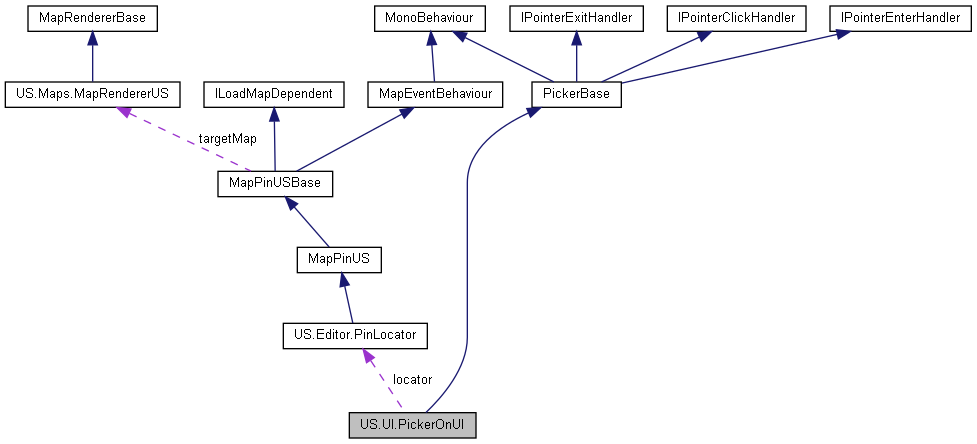 MapRendererBase
MonoBehaviour
IPointerExitHandler
IPointerClickHandler
IPointerEnterHandler
US.Maps.MapRendererUS
ILoadMapDependent
MapEventBehaviour
PickerBase
targetMap
MapPinUSBase
MapPinUS
US.Editor.PinLocator
locator
US.UI.PickerOnUI